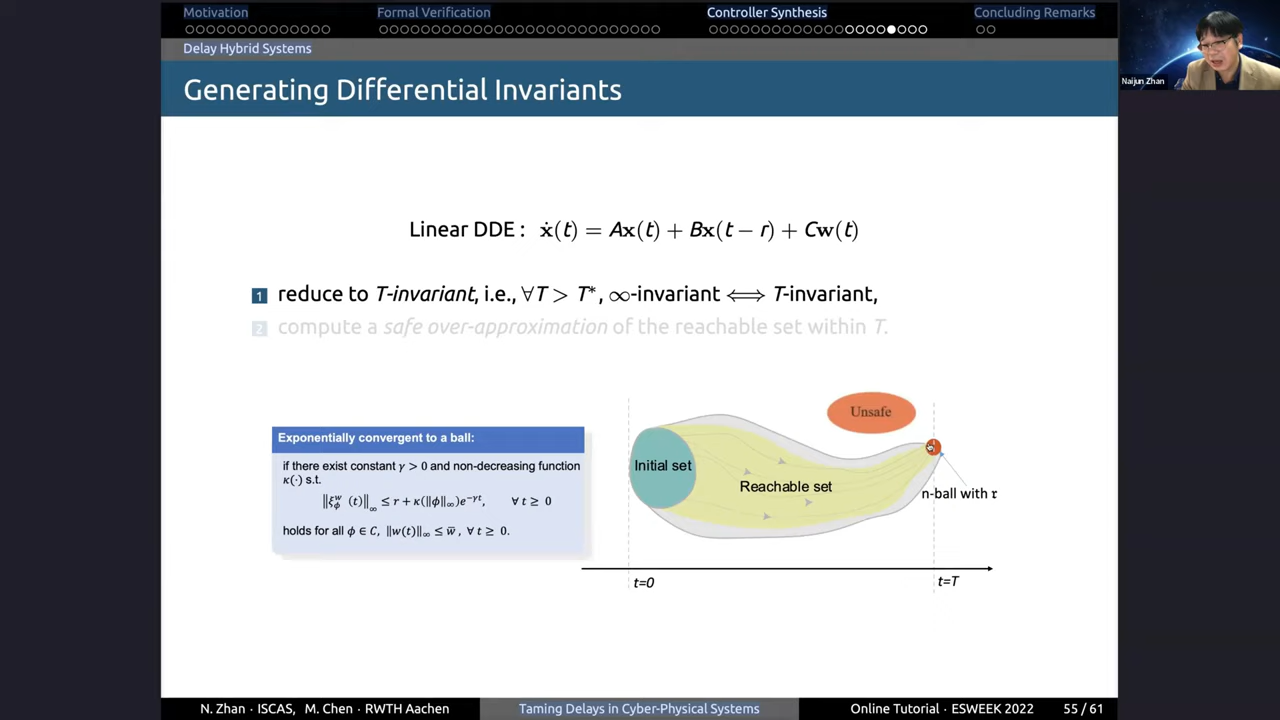 Motivation
Formal Verification
Controller Synthesis
Concluding Remarks
Delay Hybrid Systems
Naijun Zhan
Generating Differential Invariants
Linear DDE : ẋ(t) = Ax(t) + Bx(t − r) + Cw(t)
1 reduce to T-invariant, i.e., ∀T > T*, ∞-invariant ⟺ T-invariant,
2 compute a safe over-approximation of the reachable set within T.
Exponentially convergent to a ball:
if there exist constant γ > 0 and non-decreasing function
κ(·) s.t.
‖ξ_ϕ^w (t)‖_∞ ≤ r + κ(‖ϕ‖_∞)e^{−γt}, ∀ t ≥ 0
holds for all ϕ ∈ C, ‖w(t)‖_∞ ≤ w̄ , ∀ t ≥ 0.
Unsafe
Initial set
Reachable set
n-ball with r
t=0
t=T
N. Zhan · ISCAS, M. Chen · RWTH Aachen
Taming Delays in Cyber-Physical Systems
Online Tutorial · ESWEEK 2022
55 / 61